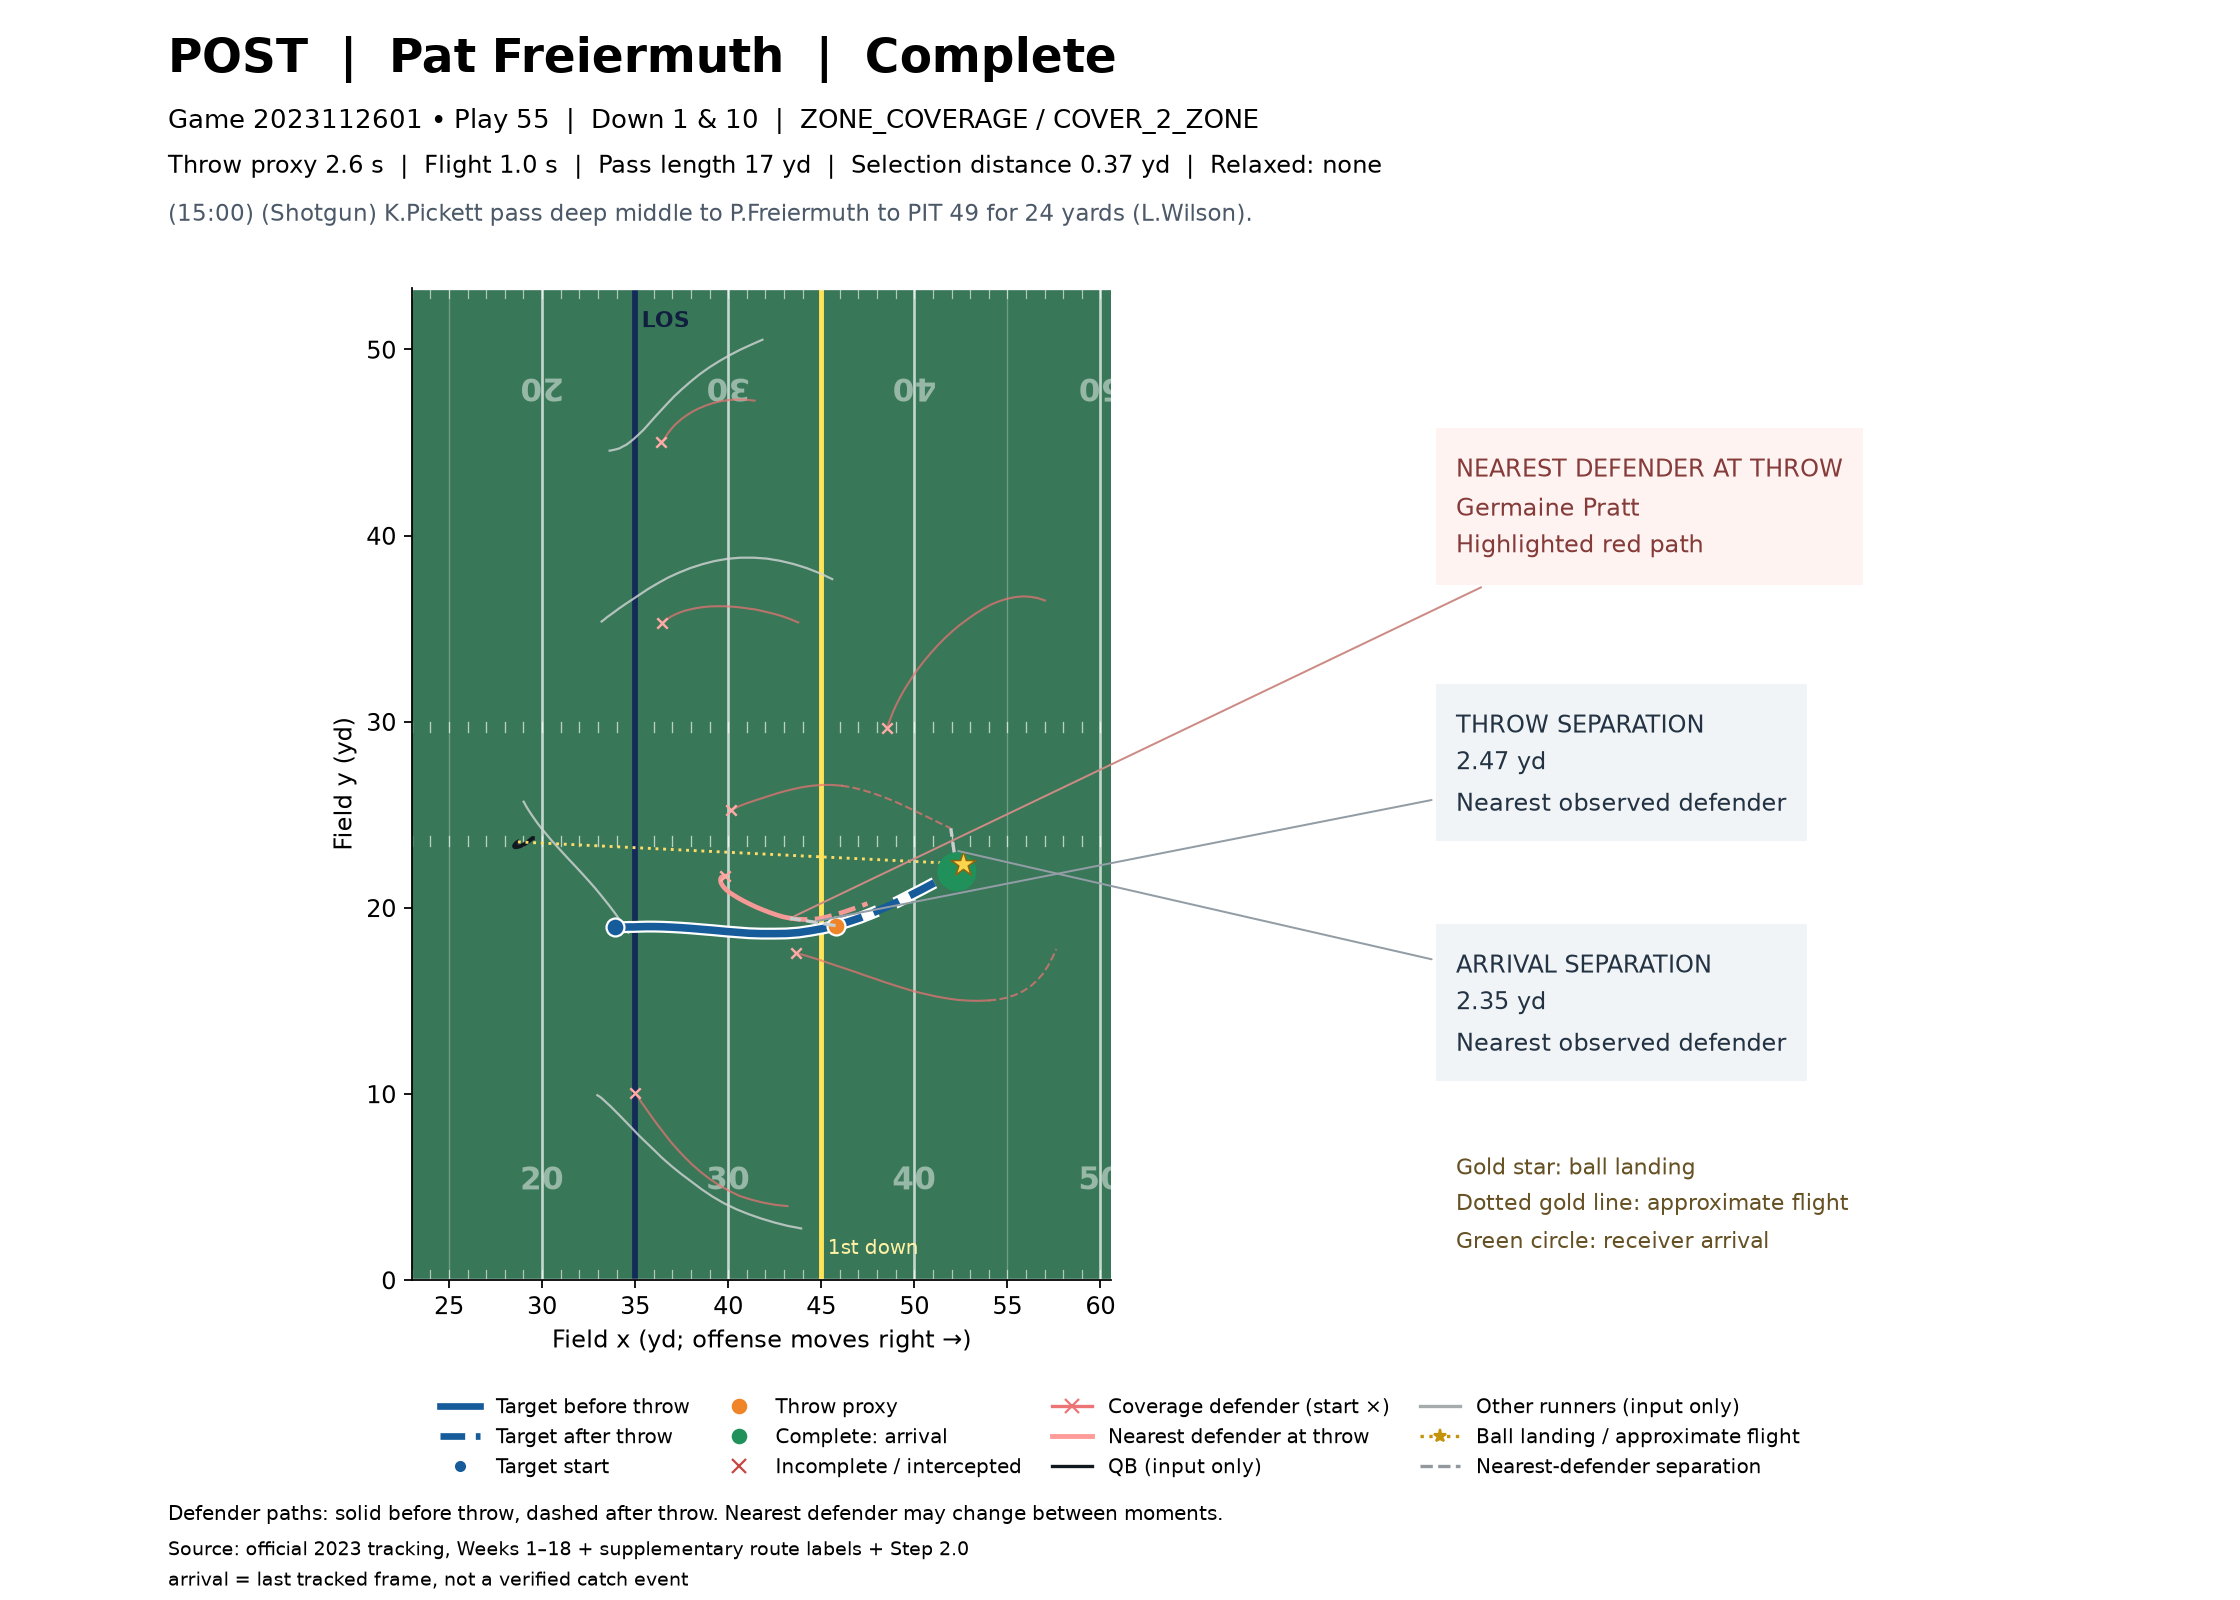 POST | Pat Freiermuth | Complete
Game 2023112601 • Play 55 | Down 1 & 10 | ZONE_COVERAGE / COVER_2_ZONE
Throw proxy 2.6 s | Flight 1.0 s | Pass length 17 yd | Selection distance 0.37 yd | Relaxed: none
(15:00) (Shotgun) K.Pickett pass deep middle to P.Freiermuth to PIT 49 for 24 yards (L.Wilson).
LOS
20 30 40 50
50
40
30
20
10
0
Field y (yd)
20 30 40 50
1st down
25 30 35 40 45 50 55 60
Field x (yd; offense moves right →)
NEAREST DEFENDER AT THROW
Germaine Pratt
Highlighted red path
THROW SEPARATION
2.47 yd
Nearest observed defender
ARRIVAL SEPARATION
2.35 yd
Nearest observed defender
Gold star: ball landing
Dotted gold line: approximate flight
Green circle: receiver arrival
Target before throw
Target after throw
Target start
Throw proxy
Complete: arrival
Incomplete / intercepted
Coverage defender (start ×)
Nearest defender at throw
QB (input only)
Other runners (input only)
Ball landing / approximate flight
Nearest-defender separation
Defender paths: solid before throw, dashed after throw. Nearest defender may change between moments.
Source: official 2023 tracking, Weeks 1–18 + supplementary route labels + Step 2.0
arrival = last tracked frame, not a verified catch event